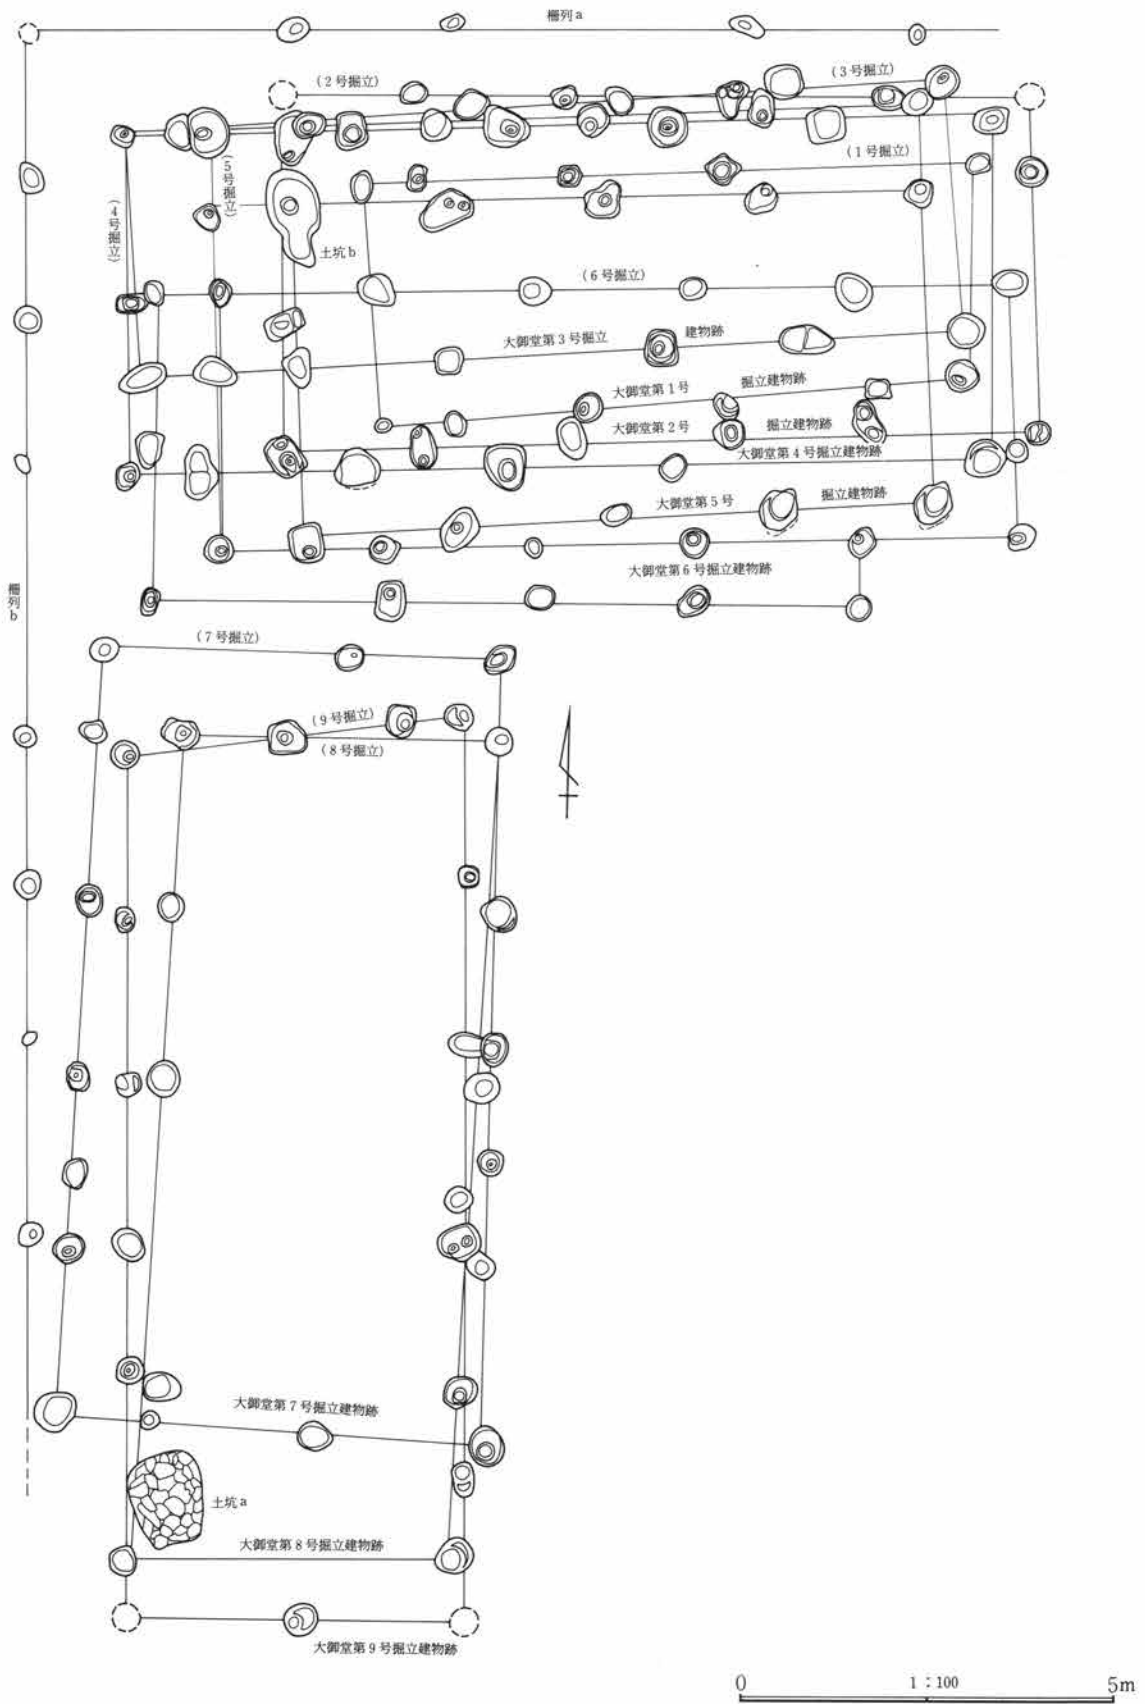 柵列a
(2号掘立)
(3号掘立)
(1号掘立)
(5号掘立)
(4号掘立)
土坑b
(6号掘立)
大御堂第3号掘立 建物跡
大御堂第1号 掘立建物跡
大御堂第2号 掘立建物跡
大御堂第4号掘立建物跡
大御堂第5号 掘立建物跡
大御堂第6号掘立建物跡
柵列b
(7号掘立)
(9号掘立)
(8号掘立)
大御堂第7号掘立建物跡
土坑a
大御堂第8号掘立建物跡
大御堂第9号掘立建物跡
0 1:100 5m